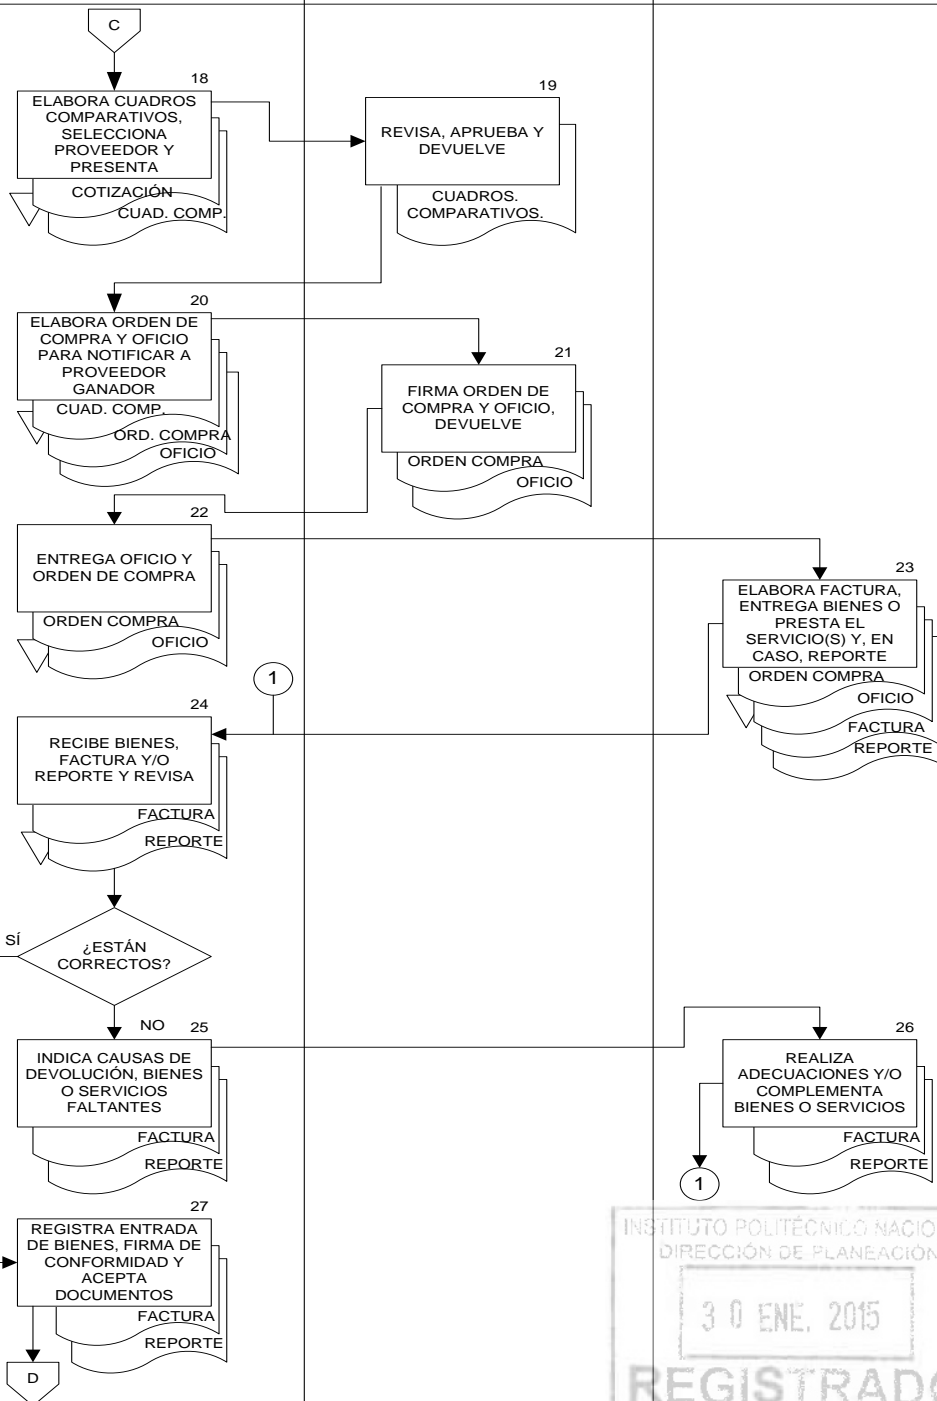 C
18
ELABORA CUADROS
COMPARATIVOS,
SELECCIONA
PROVEEDOR Y
PRESENTA
COTIZACIÓN
CUAD. COMP.
19
REVISA, APRUEBA Y
DEVUELVE
CUADROS.
COMPARATIVOS.
20
ELABORA ORDEN DE
COMPRA Y OFICIO
PARA NOTIFICAR A
PROVEEDOR
GANADOR
CUAD. COMP.
ORD. COMPRA
OFICIO
21
FIRMA ORDEN DE
COMPRA Y OFICIO,
DEVUELVE
ORDEN COMPRA
OFICIO
22
ENTREGA OFICIO Y
ORDEN DE COMPRA
ORDEN COMPRA
OFICIO
23
ELABORA FACTURA,
ENTREGA BIENES O
PRESTA EL
SERVICIO(S) Y, EN
CASO, REPORTE
ORDEN COMPRA
OFICIO
FACTURA
REPORTE
1
24
RECIBE BIENES,
FACTURA Y/O
REPORTE Y REVISA
FACTURA
REPORTE
SÍ
¿ESTÁN
CORRECTOS?
NO
25
INDICA CAUSAS DE
DEVOLUCIÓN, BIENES
O SERVICIOS
FALTANTES
FACTURA
REPORTE
26
REALIZA
ADECUACIONES Y/O
COMPLEMENTA
BIENES O SERVICIOS
FACTURA
REPORTE
1
27
REGISTRA ENTRADA
DE BIENES, FIRMA DE
CONFORMIDAD Y
ACEPTA
DOCUMENTOS
FACTURA
REPORTE
D
INSTITUTO POLITÉCNICO NACIO
DIRECCIÓN DE PLANEACIÓN
30 ENE. 2015
REGISTRADO